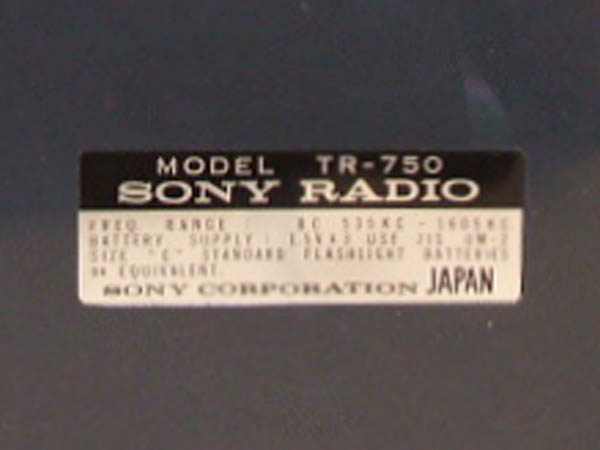 MODEL TR-750
SONY RADIO
FREQ. RANGE : BC 535KC - 1605KC
BATTERY SUPPLY : 1.5V x 3 USE JIS UM-2
SIZE "C" STANDARD FLASHLIGHT BATTERIES
OR EQUIVALENT.
SONY CORPORATION JAPAN